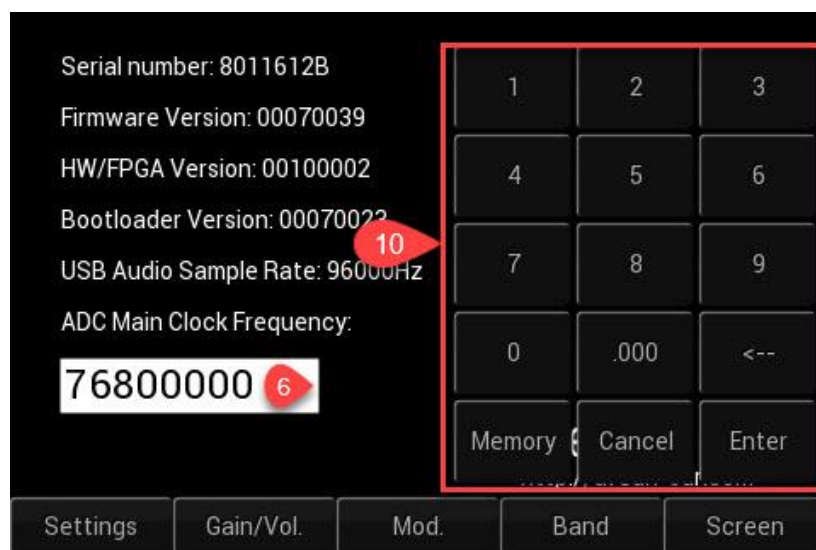 Serial number: 8011612B
Firmware Version: 00070039
HW/FPGA Version: 00100002
Bootloader Version: 00070023
10
USB Audio Sample Rate: 96000Hz
ADC Main Clock Frequency:
76800000 6
1 2 3
4 5 6
7 8 9
0 .000 <--
Memory Cancel Enter
Settings Gain/Vol. Mod. Band Screen